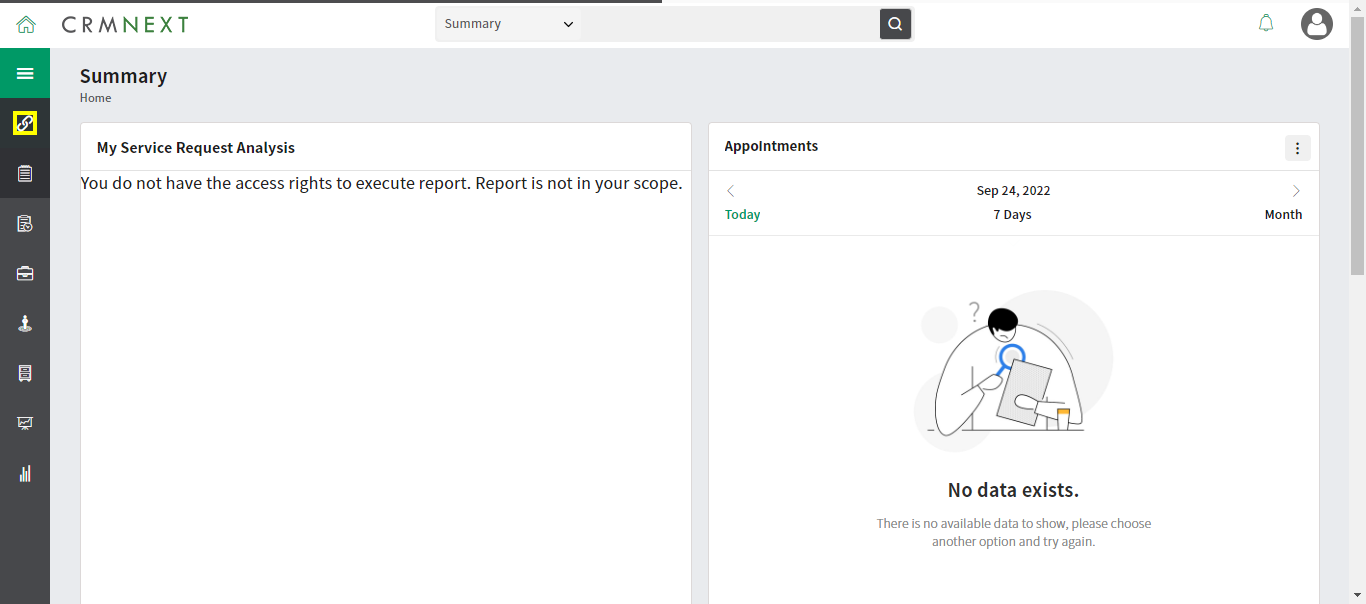 CRMNEXT
Summary
Summary
Home
My Service Request Analysis
You do not have the access rights to execute report. Report is not in your scope.
Appointments
Sep 24, 2022
Today
7 Days
Month
?
No data exists.
There is no available data to show, please choose
another option and try again.